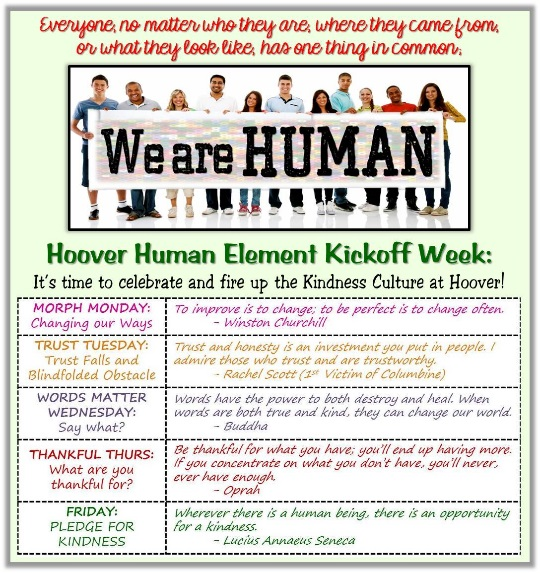 Everyone, no matter who they are, where they came from,
or what they look like, has one thing in common.
We are HUMAN
Hoover Human Element Kickoff Week:
It's time to celebrate and fire up the Kindness Culture at Hoover!
MORPH MONDAY:
Changing our Ways
To improve is to change; to be perfect is to change often.
~ Winston Churchill
TRUST TUESDAY:
Trust Falls and
Blindfolded Obstacle
Trust and honesty is an investment you put in people. I
admire those who trust and are trustworthy.
~ Rachel Scott (1st Victim of Columbine)
WORDS MATTER
WEDNESDAY:
Say what?
Words have the power to both destroy and heal. When
words are both true and kind, they can change our world.
~ Buddha
THANKFUL THURS:
What are you
thankful for?
Be thankful for what you have; you'll end up having more.
If you concentrate on what you don't have, you'll never,
ever have enough.
~ Oprah
FRIDAY:
PLEDGE FOR
KINDNESS
Wherever there is a human being, there is an opportunity
for a kindness.
~ Lucius Annaeus Seneca